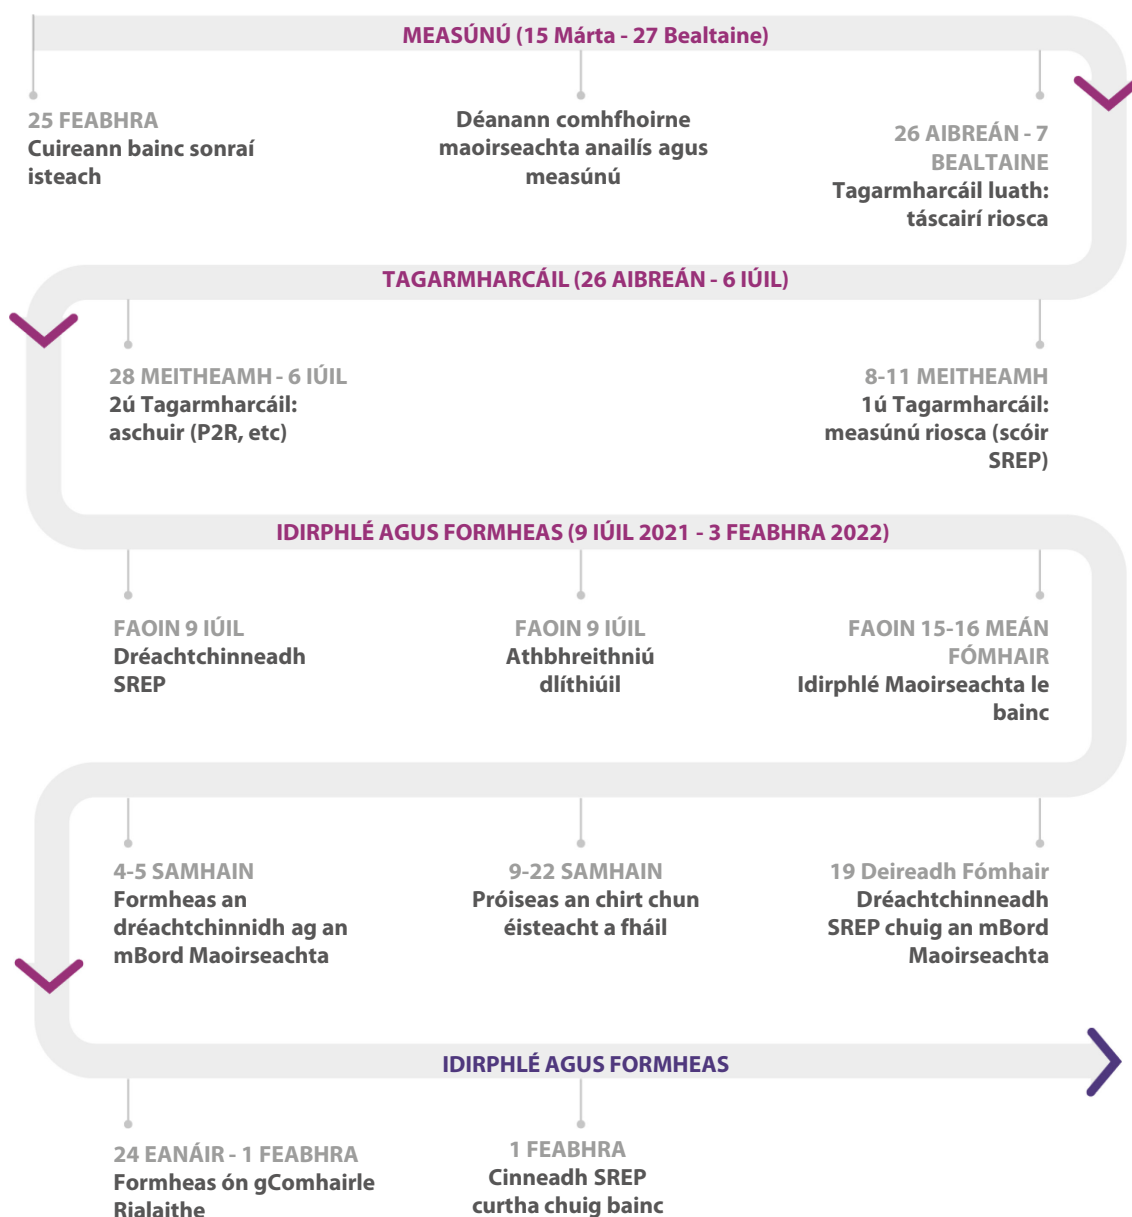 MEASÚNÚ (15 Márta - 27 Bealtaine)
25 FEABHRA
Cuireann bainc sonraí
isteach
Déanann comhfhoirne
maoirseachta anailís agus
measúnú
26 AIBREÁN - 7
BEALTAINE
Tagarmharcáil luath:
táscairí riosca
TAGARMHARCÁIL (26 AIBREÁN - 6 IÚIL)
28 MEITHEAMH - 6 IÚIL
2ú Tagarmharcáil:
aschuir (P2R, etc)
8-11 MEITHEAMH
1ú Tagarmharcáil:
measúnú riosca (scóir
SREP)
IDIRPHLÉ AGUS FORMHEAS (9 IÚIL 2021 - 3 FEABHRA 2022)
FAOIN 9 IÚIL
Dréachtchinneadh
SREP
FAOIN 9 IÚIL
Athbhreithniú
dlíthiúil
FAOIN 15-16 MEÁN
FÓMHAIR
Idirphlé Maoirseachta le
bainc
4-5 SAMHAIN
Formheas an
dréachtchinnidh ag an
mBord Maoirseachta
9-22 SAMHAIN
Próiseas an chirt chun
éisteacht a fháil
19 Deireadh Fómhair
Dréachtchinneadh
SREP chuig an mBord
Maoirseachta
IDIRPHLÉ AGUS FORMHEAS
24 EANÁIR - 1 FEABHRA
Formheas ón gComhairle
Rialaithe
1 FEABHRA
Cinneadh SREP
curtha chuig bainc